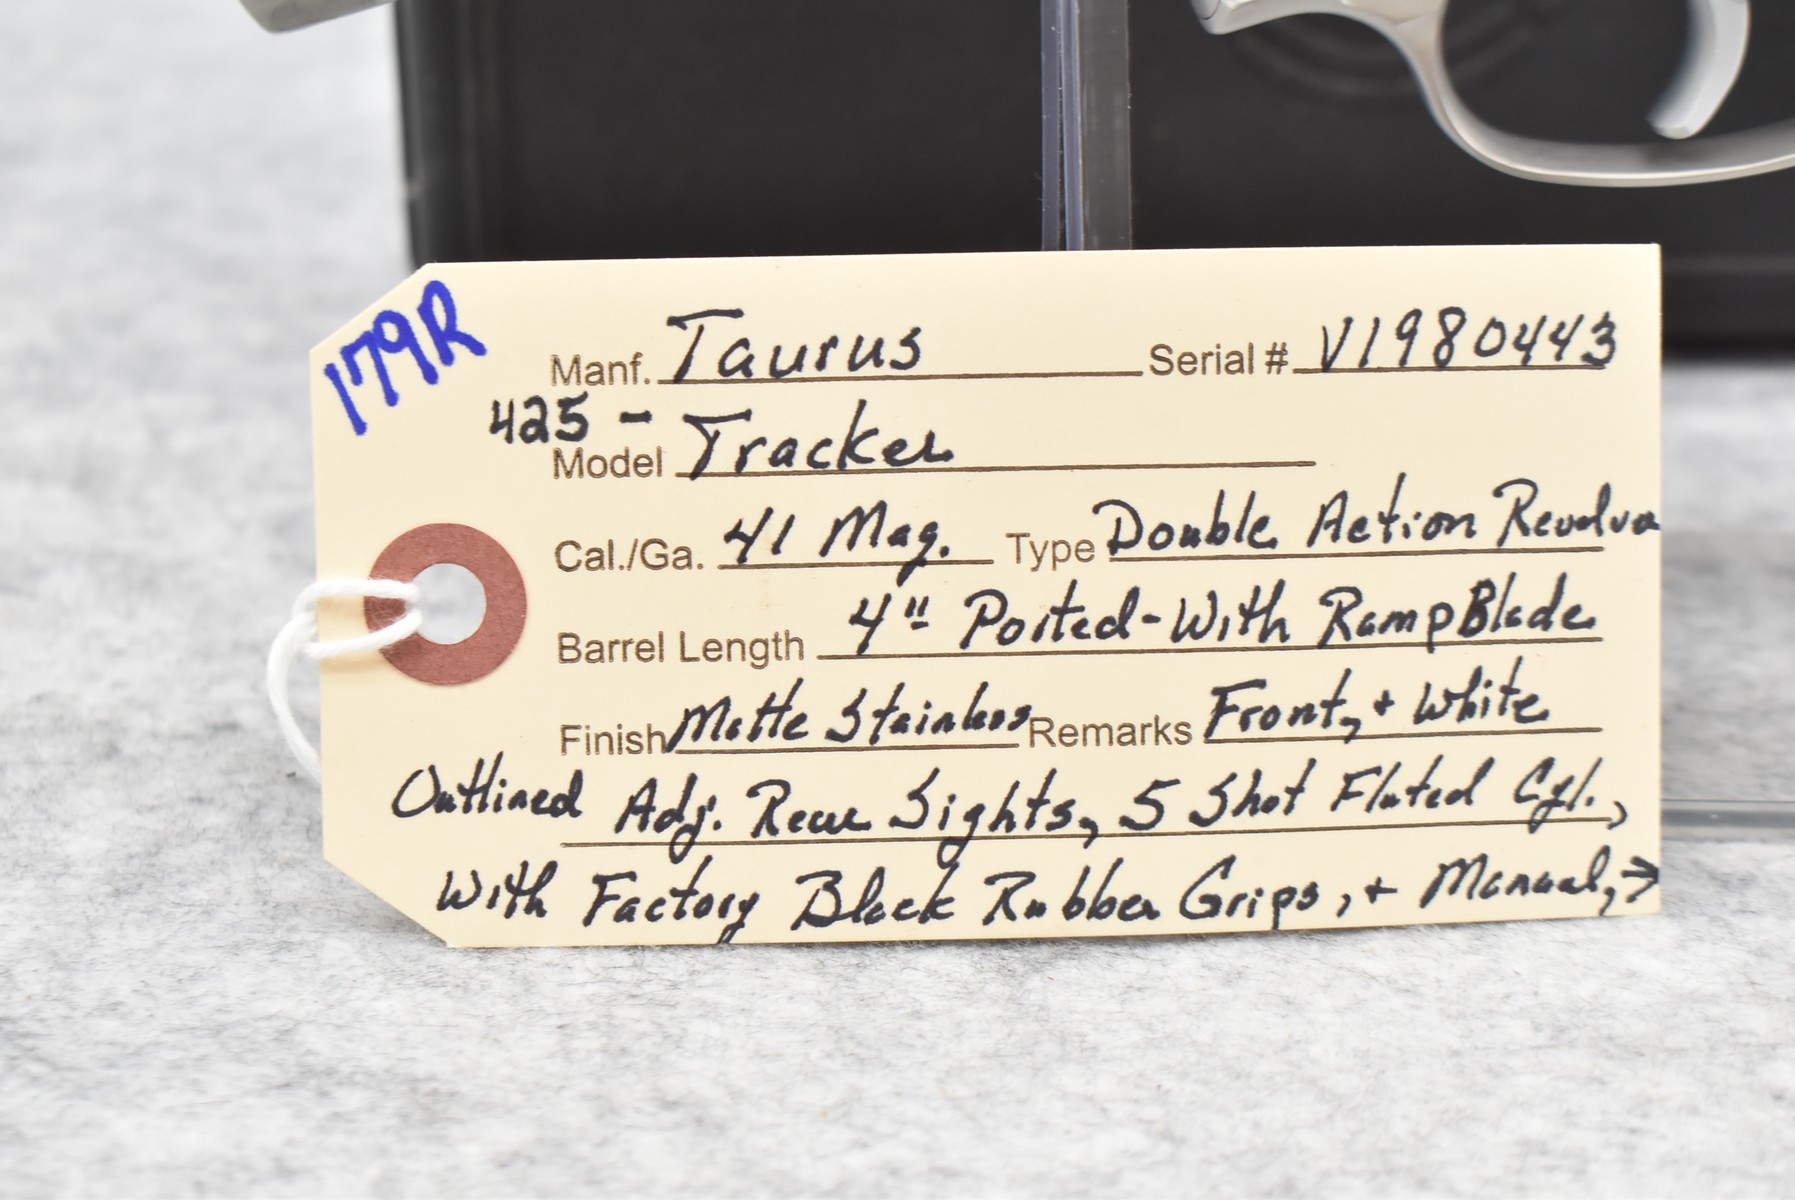 179R
Manf. Taurus Serial # V1980443
425 -
Model Tracker
Cal./Ga. 41 Mag. Type Double Action Revolver
Barrel Length 4" Ported-With Ramp Blade
Finish Matte Stainless Remarks Front, + White
Outlined Adj. Rear Sights, 5 Shot Fluted Cyl.,
With Factory Black Rubber Grips, + Manual, →